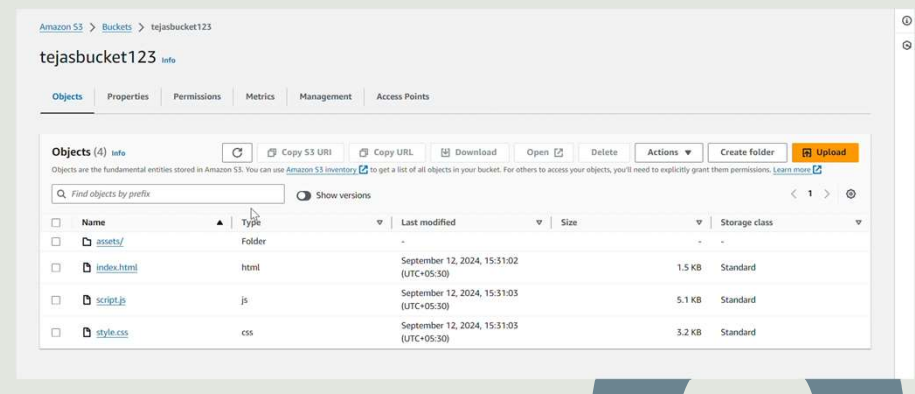 Amazon S3 > Buckets > tejasbucket123
tejasbucket123 Info
Objects Properties Permissions Metrics Management Access Points
Objects (4) Info Copy S3 URI Copy URL Download Open Delete Actions Create folder Upload
Objects are the fundamental entities stored in Amazon S3. You can use Amazon S3 inventory to get a list of all objects in your bucket. For others to access your objects, you'll need to explicitly grant them permissions. Learn more
Find objects by prefix Show versions < 1 >
Name Type Last modified Size Storage class
assets/ Folder - - -
index.html html September 12, 2024, 15:31:02 (UTC+05:30) 1.5 KB Standard
script.js js September 12, 2024, 15:31:03 (UTC+05:30) 5.1 KB Standard
style.css css September 12, 2024, 15:31:03 (UTC+05:30) 3.2 KB Standard